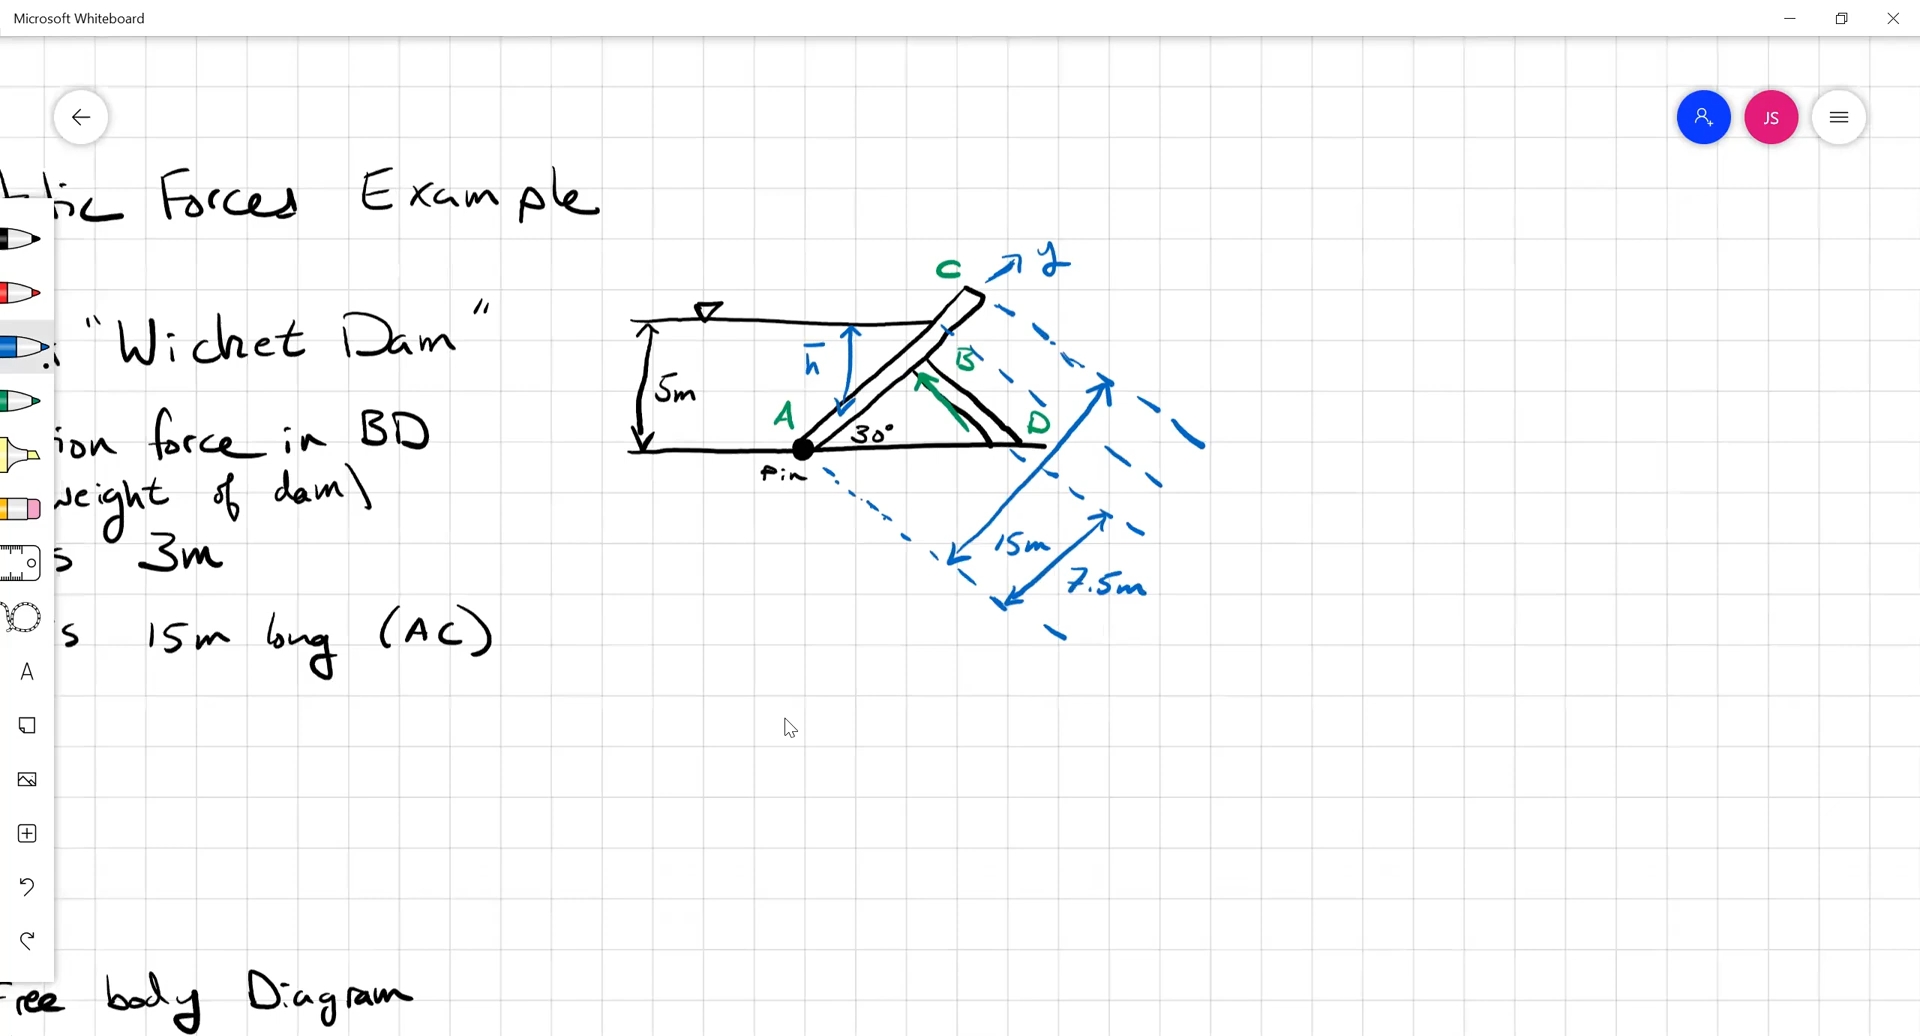 Microsoft Whiteboard
JS
Forces Example
"Wicket Dam"
force in BD
weight of dam)
3m
15m long (AC)
C
y
h̅
B
5m
A
D
30°
Pin
15m
7.5m
A
Free body Diagram